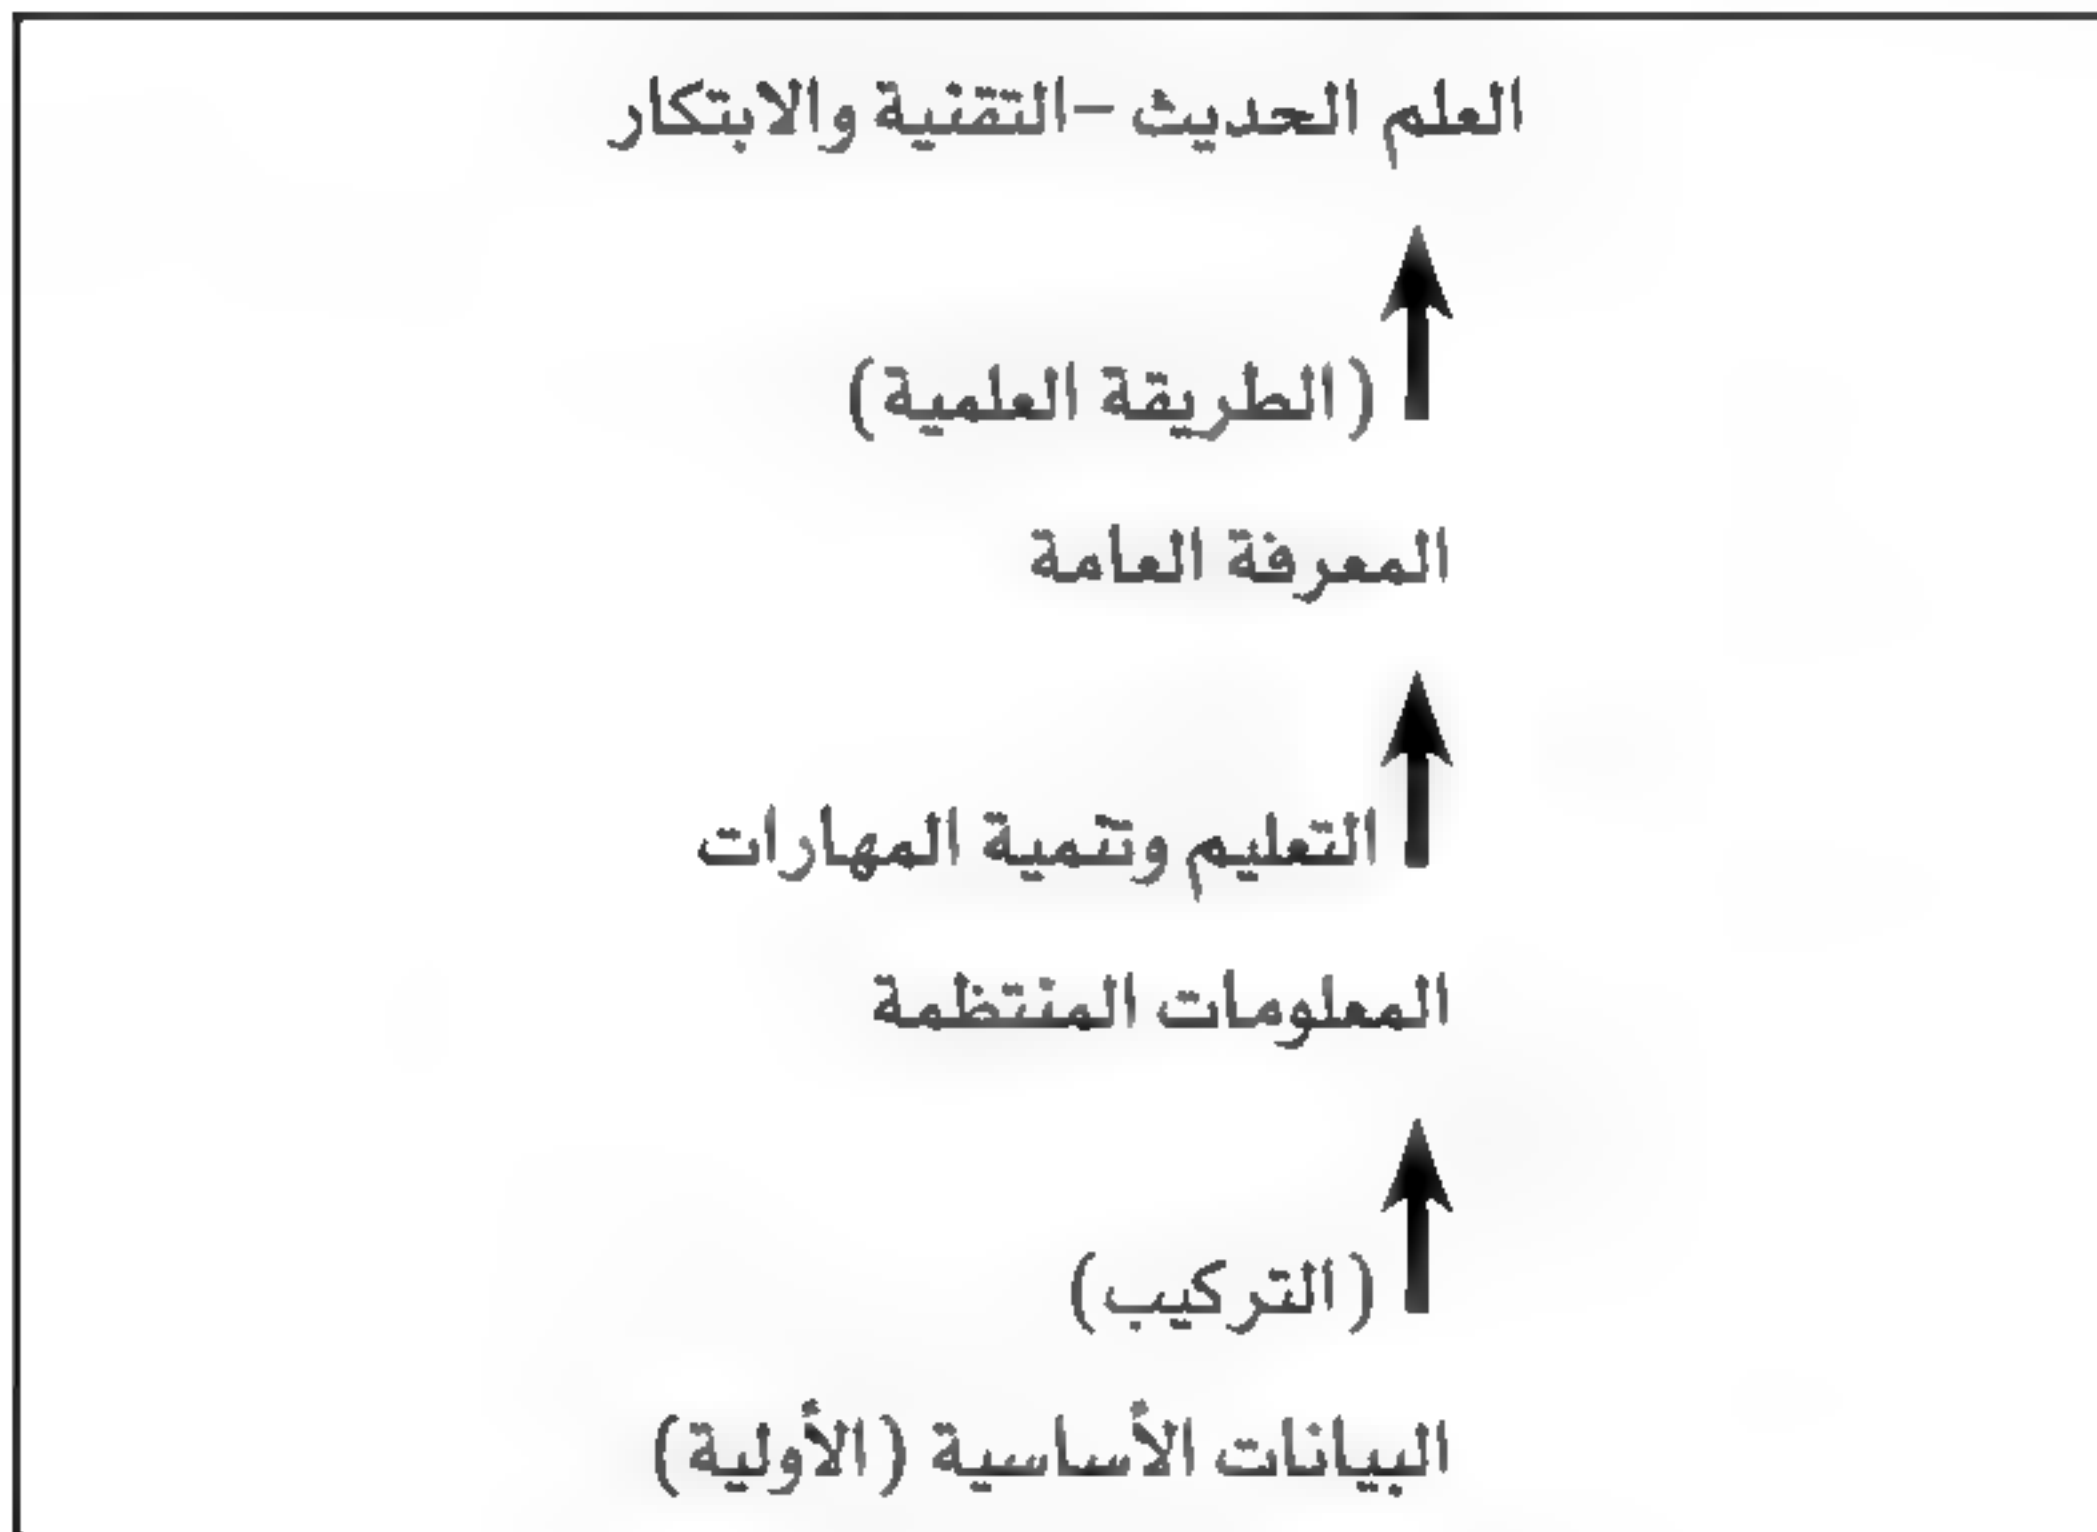 العلم الحديث -التقنية والابتكار
(الطريقة العلمية)
المعرفة العامة
التعليم وتنمية المهارات
المعلومات المنتظمة
(التركيب)
البيانات الأساسية (الأولية)